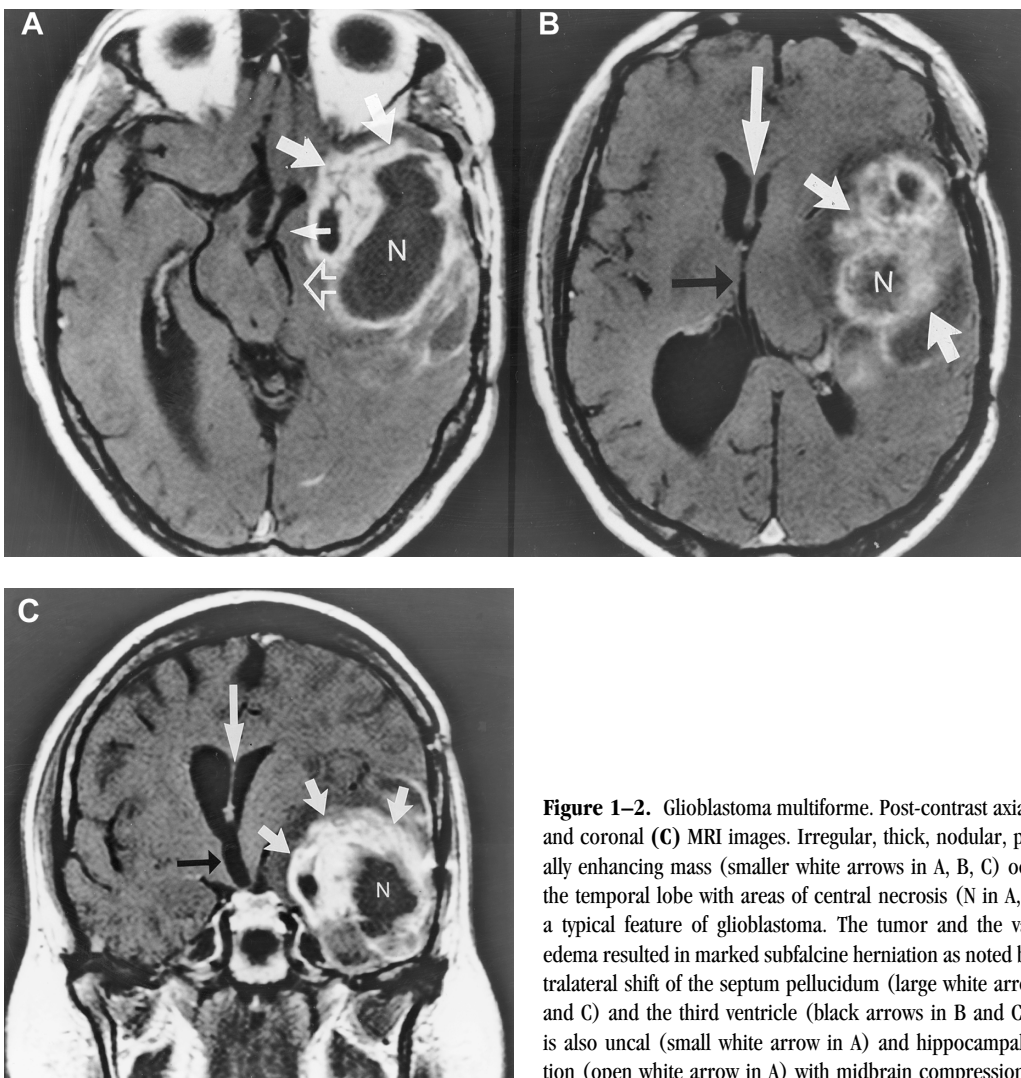 A
B
N
N
C
N
Figure 1–2. Glioblastoma multiforme. Post-contrast axia
and coronal (C) MRI images. Irregular, thick, nodular, p
ally enhancing mass (smaller white arrows in A, B, C) o
the temporal lobe with areas of central necrosis (N in A,
a typical feature of glioblastoma. The tumor and the v
edema resulted in marked subfalcine herniation as noted
tralateral shift of the septum pellucidum (large white arr
and C) and the third ventricle (black arrows in B and C
is also uncal (small white arrow in A) and hippocampal
tion (open white arrow in A) with midbrain compression